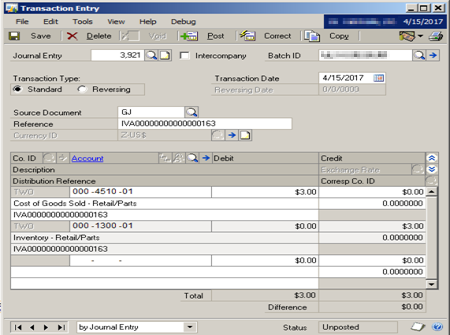 Transaction Entry
File Edit Tools View Help Debug 4/15/2017
Save Delete Void Post Correct Copy
Journal Entry 3,921 Intercompany Batch ID
Transaction Type: Transaction Date 4/15/2017
Standard Reversing Reversing Date 0/0/0000
Source Document GJ
Reference IVA00000000000000163
Currency ID Z-US$
Co. ID Account Debit Credit
Description Exchange Rate
Distribution Reference Corresp Co. ID
TWO 000 -4510 -01 $3.00 $0.00
Cost of Goods Sold - Retail/Parts 0.0000000
IVA00000000000000163
TWO 000 -1300 -01 $0.00 $3.00
Inventory - Retail/Parts 0.0000000
IVA00000000000000163
- - $0.00 $0.00
0.0000000
Total $3.00 $3.00
Difference $0.00
by Journal Entry Status Unposted